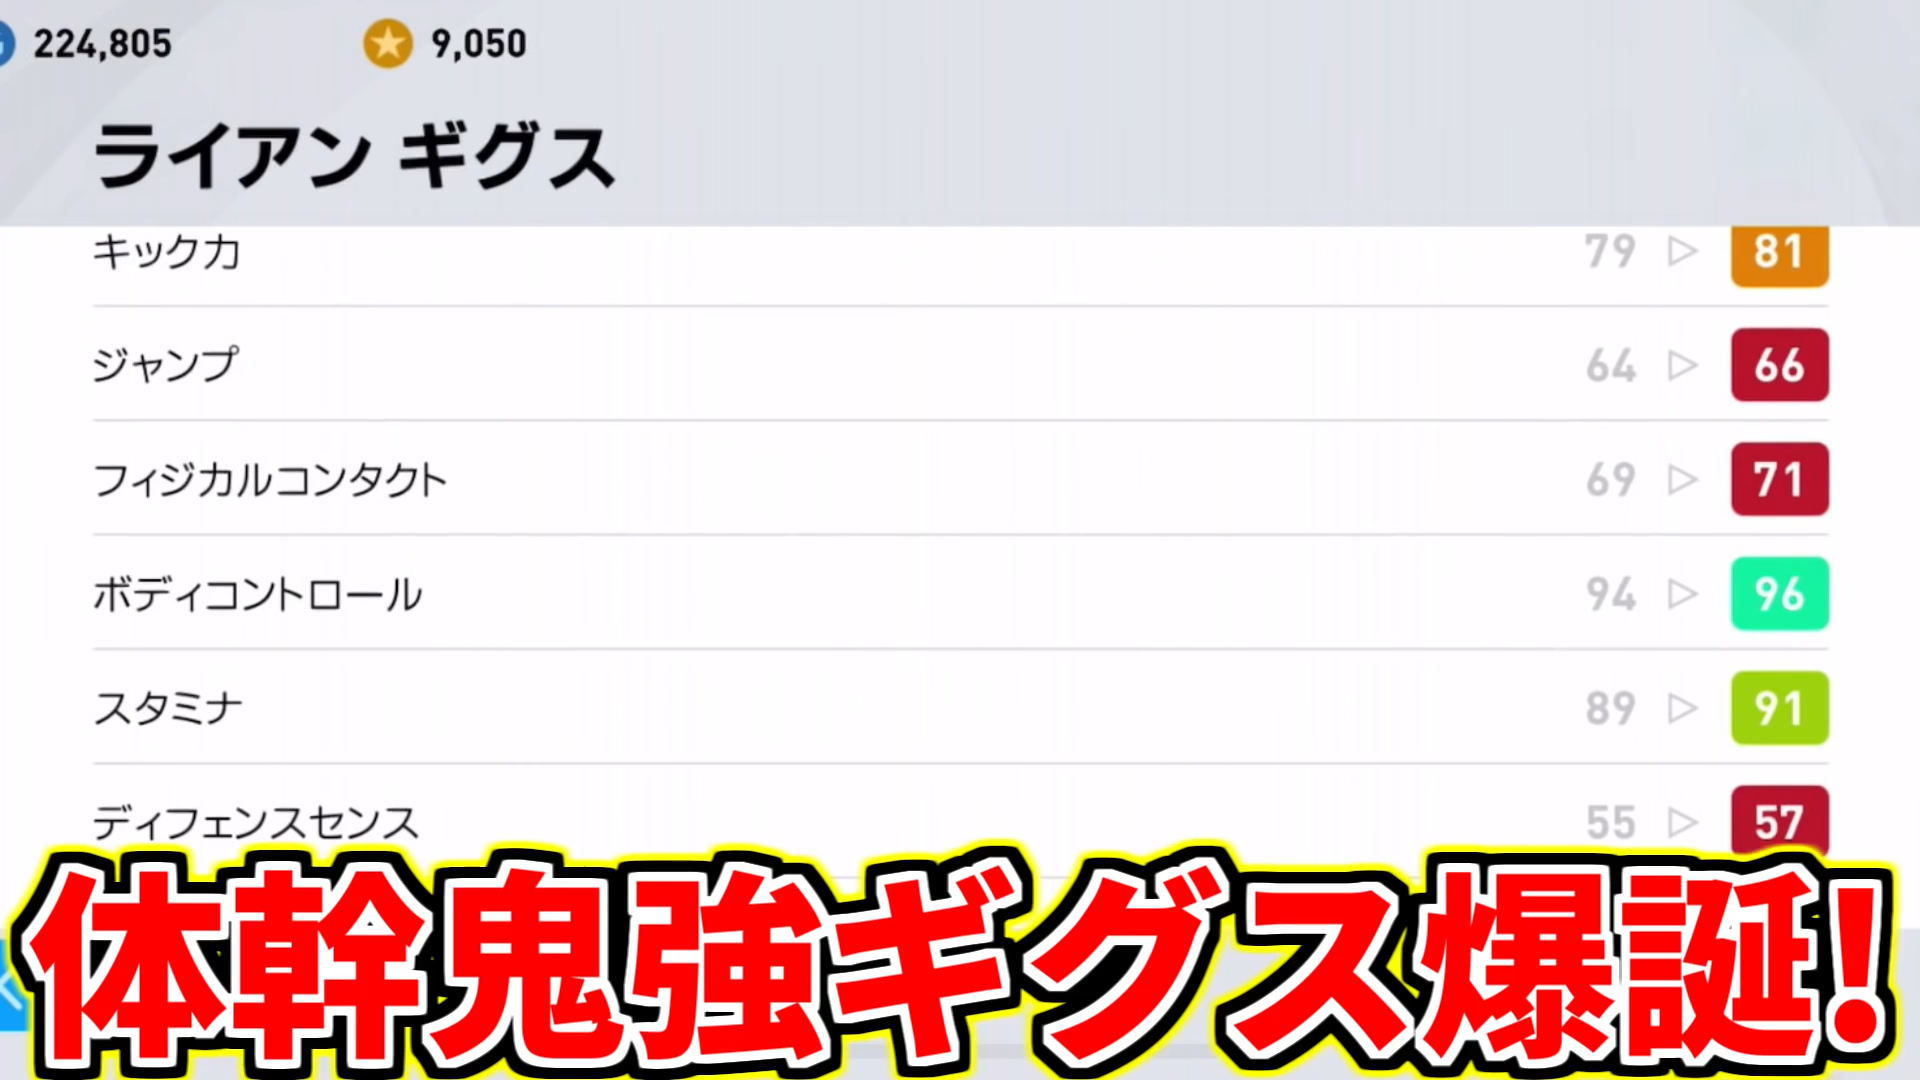 224,805 9,050
ライアン ギグス
キック力 79 ▷ 81
ジャンプ 64 ▷ 66
フィジカルコンタクト 69 ▷ 71
ボディコントロール 94 ▷ 96
スタミナ 89 ▷ 91
ディフェンスセンス 55 ▷ 57
体幹鬼強ギグス爆誕!